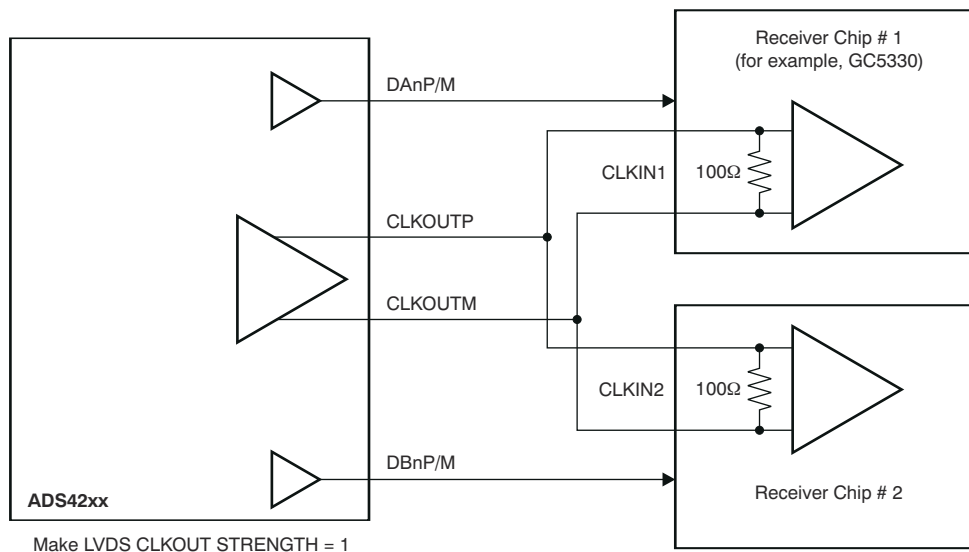 Receiver Chip # 1
(for example, GC5330)
DAnP/M
CLKIN1
100Ω
CLKOUTP
CLKOUTM
CLKIN2
100Ω
DBnP/M
ADS42xx
Receiver Chip # 2
Make LVDS CLKOUT STRENGTH = 1